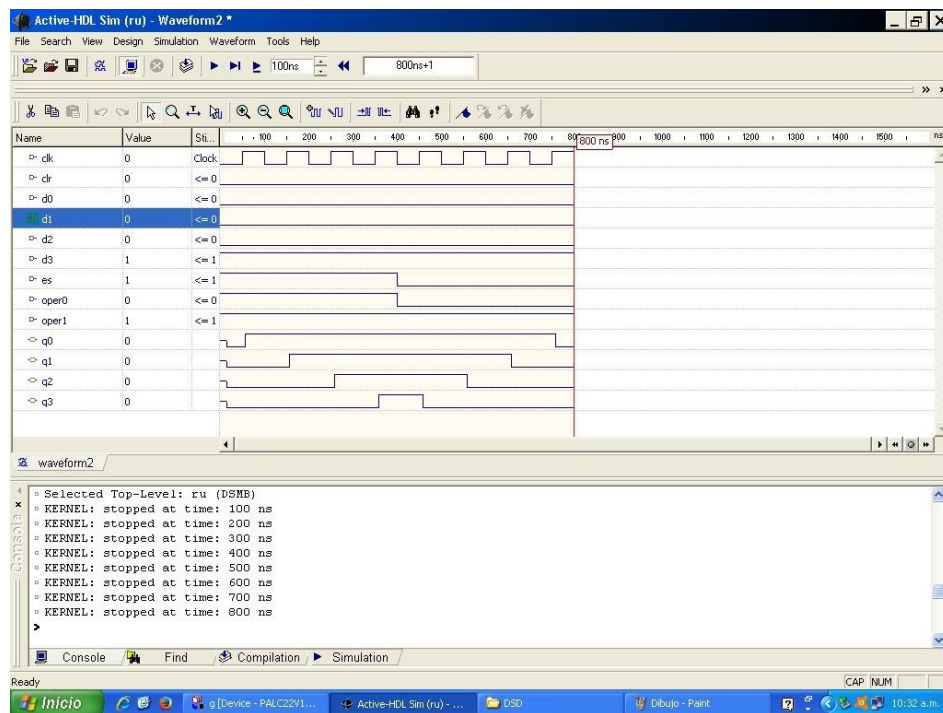 Active-HDL Sim (ru) - Waveform2 *
File Search View Design Simulation Waveform Tools Help
100ns 800ns+1
Name Value Sti... 100 200 300 400 500 600 700 800 900 1000 1100 1200 1300 1400 1500 ns
800 ns
clk 0 Clock
clr 0 <= 0
d0 0 <= 0
d1 0 <= 0
d2 0 <= 0
d3 1 <= 1
es 1 <= 1
oper0 0 <= 0
oper1 1 <= 1
q0 0
q1 0
q2 0
q3 0
waveform2
Consola
Selected Top-Level: ru (DSMB)
KERNEL: stopped at time: 100 ns
KERNEL: stopped at time: 200 ns
KERNEL: stopped at time: 300 ns
KERNEL: stopped at time: 400 ns
KERNEL: stopped at time: 500 ns
KERNEL: stopped at time: 600 ns
KERNEL: stopped at time: 700 ns
KERNEL: stopped at time: 800 ns
>
Console Find Compilation Simulation
Ready CAP NUM
Inicio g [Device - PALC22V1... Active-HDL Sim (ru) - ... DSD Dibujo - Paint 10:32 a.m.